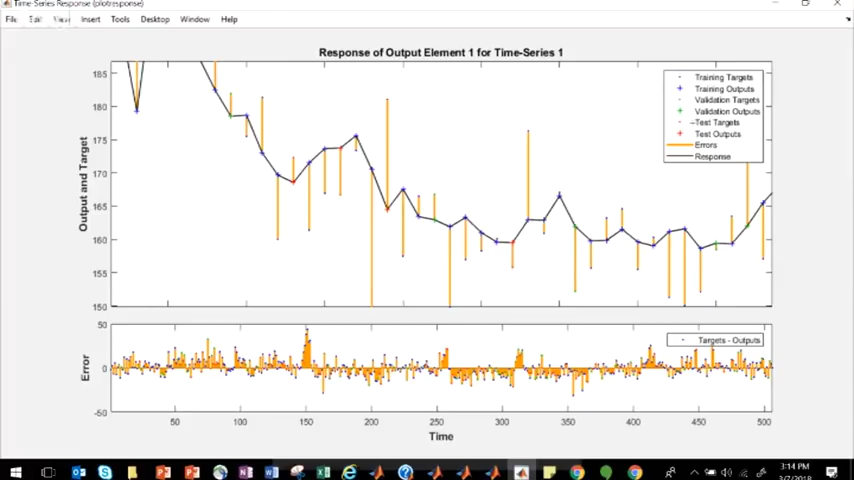 Time-Series Response (plotresponse)
File Edit View Insert Tools Desktop Window Help
Response of Output Element 1 for Time-Series 1
185
180
175
170
165
160
155
150
Output and Target
Training Targets
Training Outputs
Validation Targets
Validation Outputs
Test Targets
Test Outputs
Errors
Response
50
0
-50
Error
Targets - Outputs
50 100 150 200 250 300 350 400 450 500
Time
3:14 PM
3/7/2018